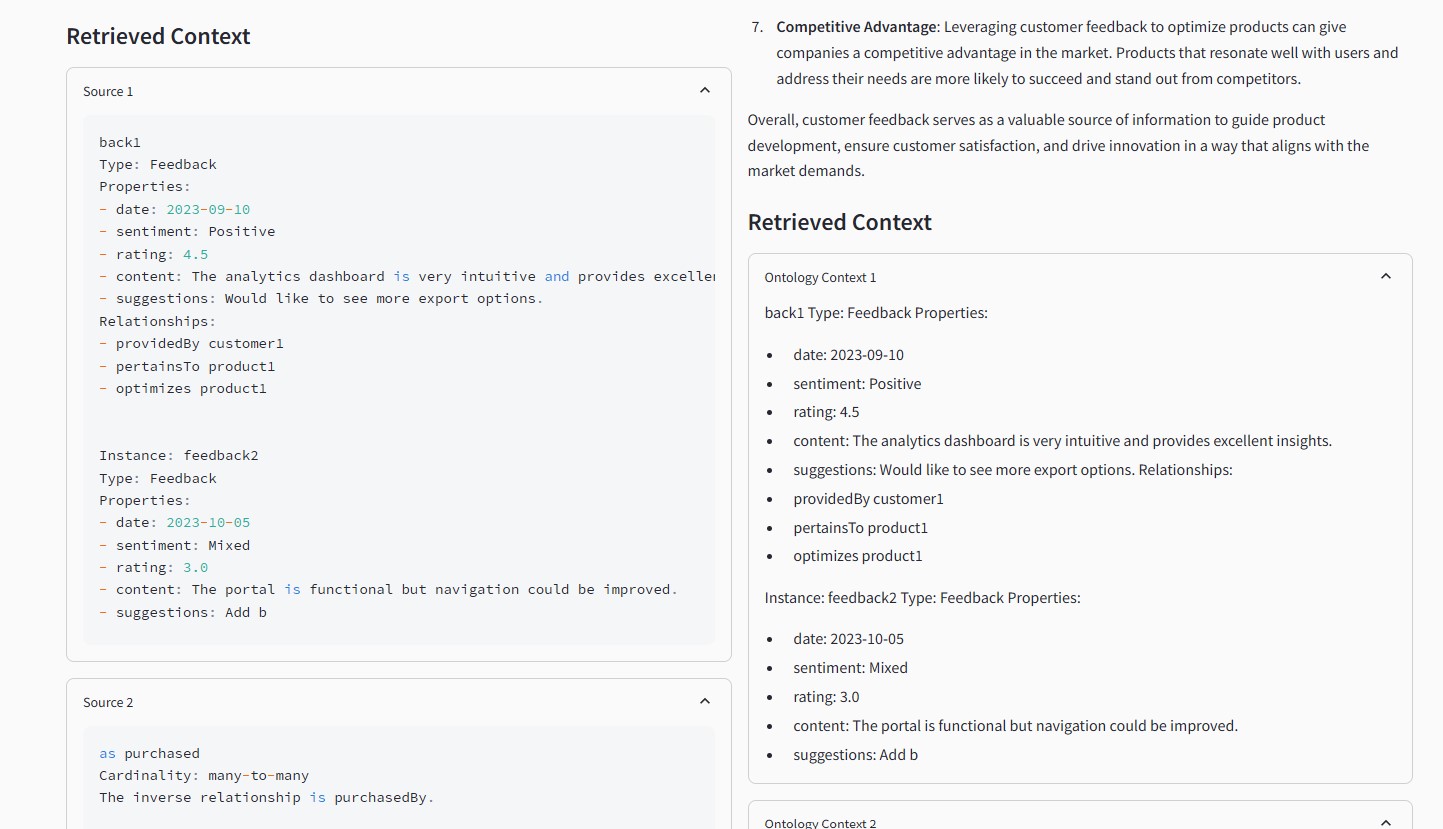 Retrieved Context
Source 1
back1
Type: Feedback
Properties:
- date: 2023-09-10
- sentiment: Positive
- rating: 4.5
- content: The analytics dashboard is very intuitive and provides excellen
- suggestions: Would like to see more export options.
Relationships:
- providedBy customer1
- pertainsTo product1
- optimizes product1
Instance: feedback2
Type: Feedback
Properties:
- date: 2023-10-05
- sentiment: Mixed
- rating: 3.0
- content: The portal is functional but navigation could be improved.
- suggestions: Add b
Source 2
as purchased
Cardinality: many-to-many
The inverse relationship is purchasedBy.
7. Competitive Advantage: Leveraging customer feedback to optimize products can give
companies a competitive advantage in the market. Products that resonate well with users and
address their needs are more likely to succeed and stand out from competitors.
Overall, customer feedback serves as a valuable source of information to guide product
development, ensure customer satisfaction, and drive innovation in a way that aligns with the
market demands.
Retrieved Context
Ontology Context 1
back1 Type: Feedback Properties:
• date: 2023-09-10
• sentiment: Positive
• rating: 4.5
• content: The analytics dashboard is very intuitive and provides excellent insights.
• suggestions: Would like to see more export options. Relationships:
• providedBy customer1
• pertainsTo product1
• optimizes product1
Instance: feedback2 Type: Feedback Properties:
• date: 2023-10-05
• sentiment: Mixed
• rating: 3.0
• content: The portal is functional but navigation could be improved.
• suggestions: Add b
Ontology Context 2